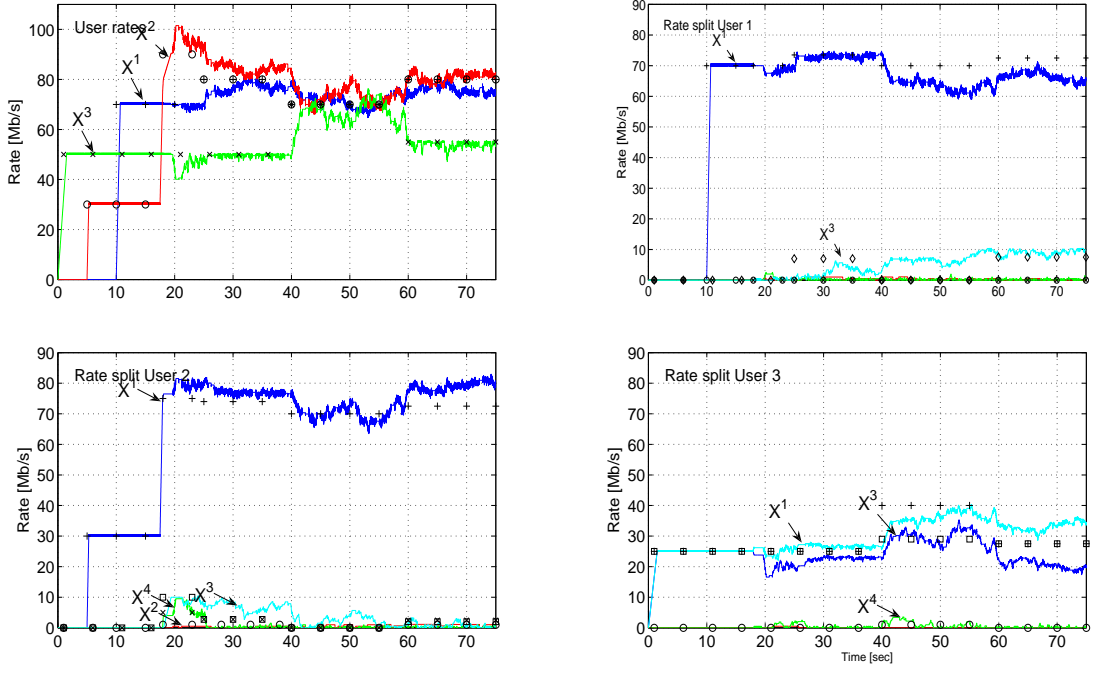 User rates
X²
X¹
X³
Rate [Mb/s]
110
100
80
60
40
20
0
0 10 20 30 40 50 60 70
Rate split User 1
X¹
X³
Rate [Mb/s]
90
80
70
60
50
40
30
20
10
0
0 10 20 30 40 50 60 70
Rate split User 2
X¹
X⁴
X³
X²
Rate [Mb/s]
90
80
70
60
50
40
30
20
10
0
0 10 20 30 40 50 60 70
Rate split User 3
X¹
X³
X⁴
Rate [Mb/s]
90
80
70
60
50
40
30
20
10
0
0 10 20 30 40 50 60 70
Time [sec]